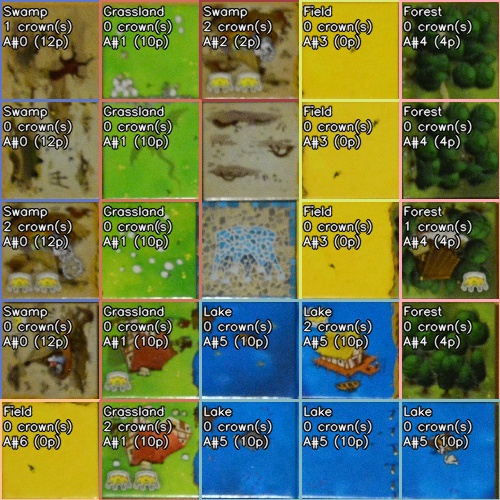 Swamp
1 crown(s)
A#0 (12p)
Grassland
0 crown(s)
A#1 (10p)
Swamp
2 crown(s)
A#2 (2p)
Field
0 crown(s)
A#3 (0p)
Forest
0 crown(s)
A#4 (4p)
Swamp
0 crown(s)
A#0 (12p)
Grassland
0 crown(s)
A#1 (10p)
Field
0 crown(s)
A#3 (0p)
Forest
0 crown(s)
A#4 (4p)
Swamp
2 crown(s)
A#0 (12p)
Grassland
0 crown(s)
A#1 (10p)
Field
0 crown(s)
A#3 (0p)
Forest
1 crown(s)
A#4 (4p)
Swamp
0 crown(s)
A#0 (12p)
Grassland
0 crown(s)
A#1 (10p)
Lake
0 crown(s)
A#5 (10p)
Lake
2 crown(s)
A#5 (10p)
Forest
0 crown(s)
A#4 (4p)
Field
0 crown(s)
A#6 (0p)
Grassland
2 crown(s)
A#1 (10p)
Lake
0 crown(s)
A#5 (10p)
Lake
0 crown(s)
A#5 (10p)
Lake
0 crown(s)
A#5 (10p)